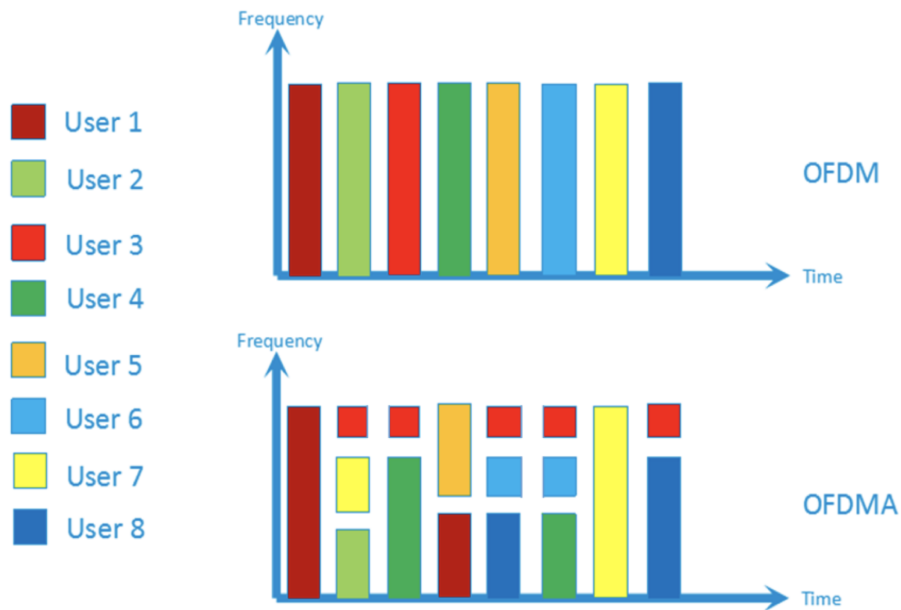 Frequency
User 1
User 2
User 3
User 4
OFDM
Time
Frequency
User 5
User 6
User 7
User 8
OFDMA
Time